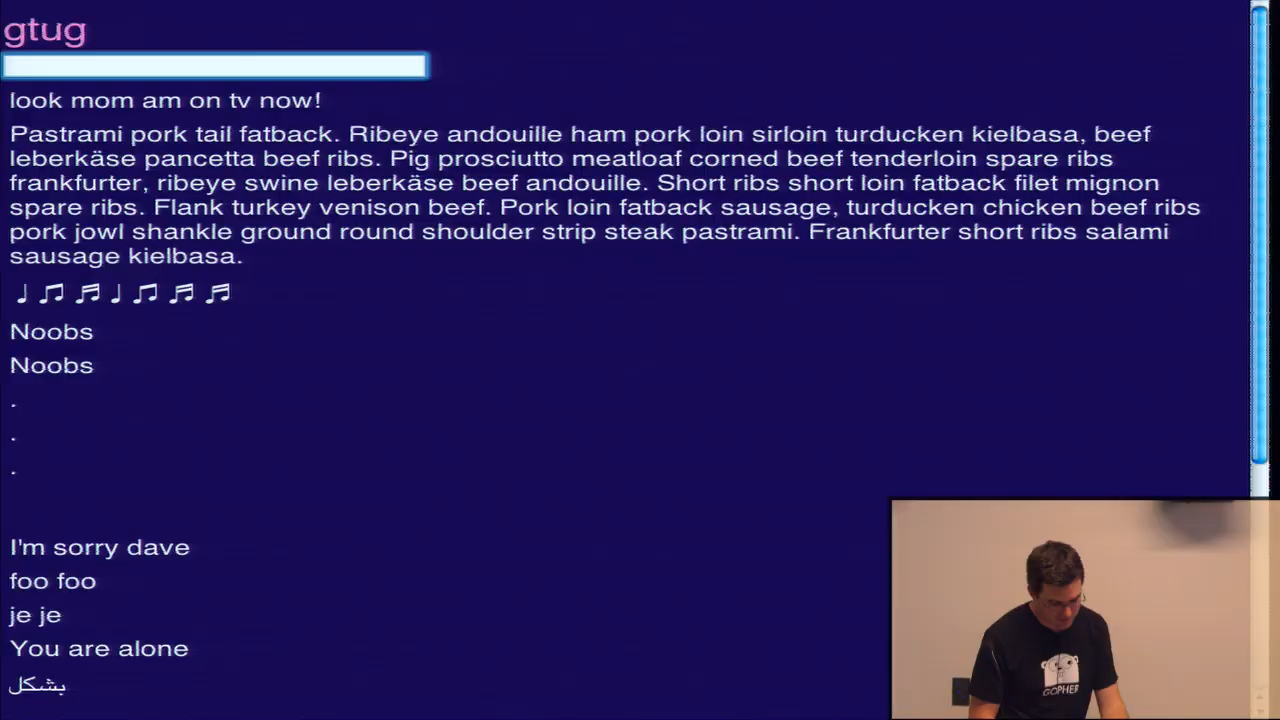 gtug
look mom am on tv now!
Pastrami pork tail fatback. Ribeye andouille ham pork loin sirloin turducken kielbasa, beef
leberkäse pancetta beef ribs. Pig prosciutto meatloaf corned beef tenderloin spare ribs
frankfurter, ribeye swine leberkäse beef andouille. Short ribs short loin fatback filet mignon
spare ribs. Flank turkey venison beef. Pork loin fatback sausage, turducken chicken beef ribs
pork jowl shankle ground round shoulder strip steak pastrami. Frankfurter short ribs salami
sausage kielbasa.
♩ ♫ ♬ ♩ ♫ ♬ ♬
Noobs
Noobs
.
.
.
I'm sorry dave
foo foo
je je
You are alone
بشكل
GOPHER